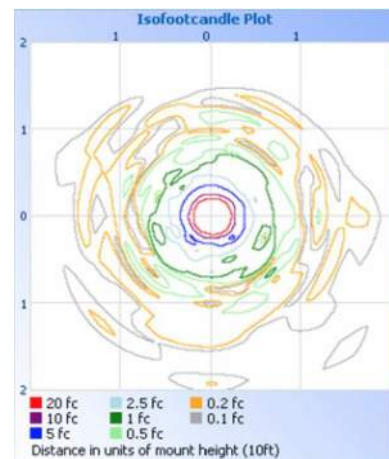 Isofootcandle Plot
1 0 1
2
1
0
1
2
20 fc 2.5 fc 0.2 fc
10 fc 1 fc 0.1 fc
5 fc 0.5 fc
Distance in units of mount height (10ft)